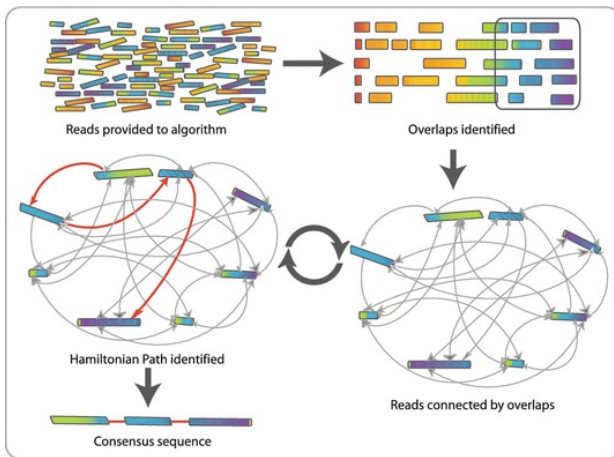 Reads provided to algorithm
Overlaps identified
Hamiltonian Path identified
Reads connected by overlaps
Consensus sequence